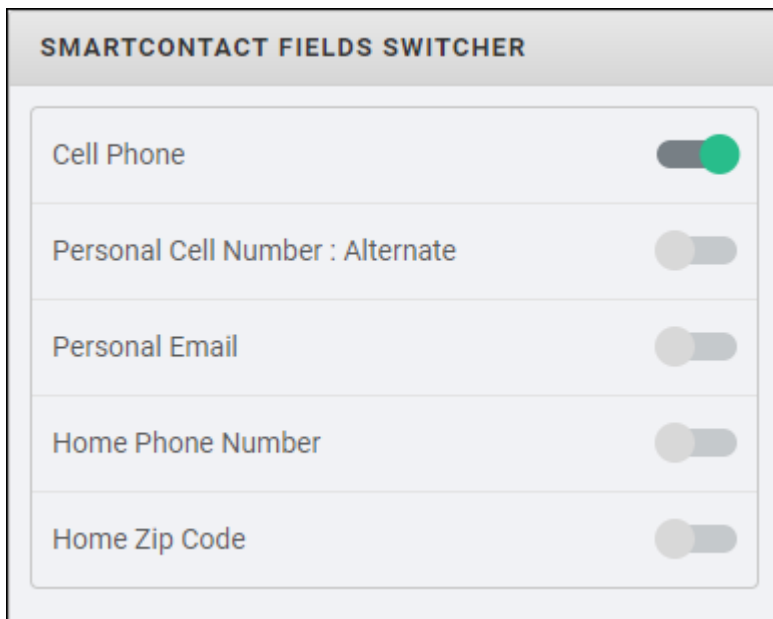 SMARTCONTACT FIELDS SWITCHER
Cell Phone
Personal Cell Number : Alternate
Personal Email
Home Phone Number
Home Zip Code